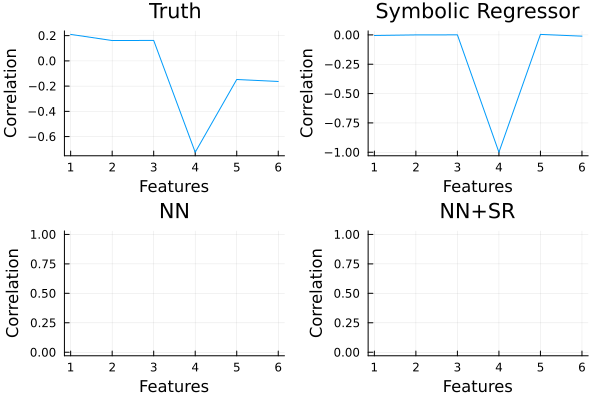 Truth
Correlation
0.2
0.0
−0.2
−0.4
−0.6
1 2 3 4 5 6
Features
Symbolic Regressor
Correlation
0.00
−0.25
−0.50
−0.75
−1.00
1 2 3 4 5 6
Features
NN
Correlation
1.00
0.75
0.50
0.25
0.00
1 2 3 4 5 6
Features
NN+SR
Correlation
1.00
0.75
0.50
0.25
0.00
1 2 3 4 5 6
Features